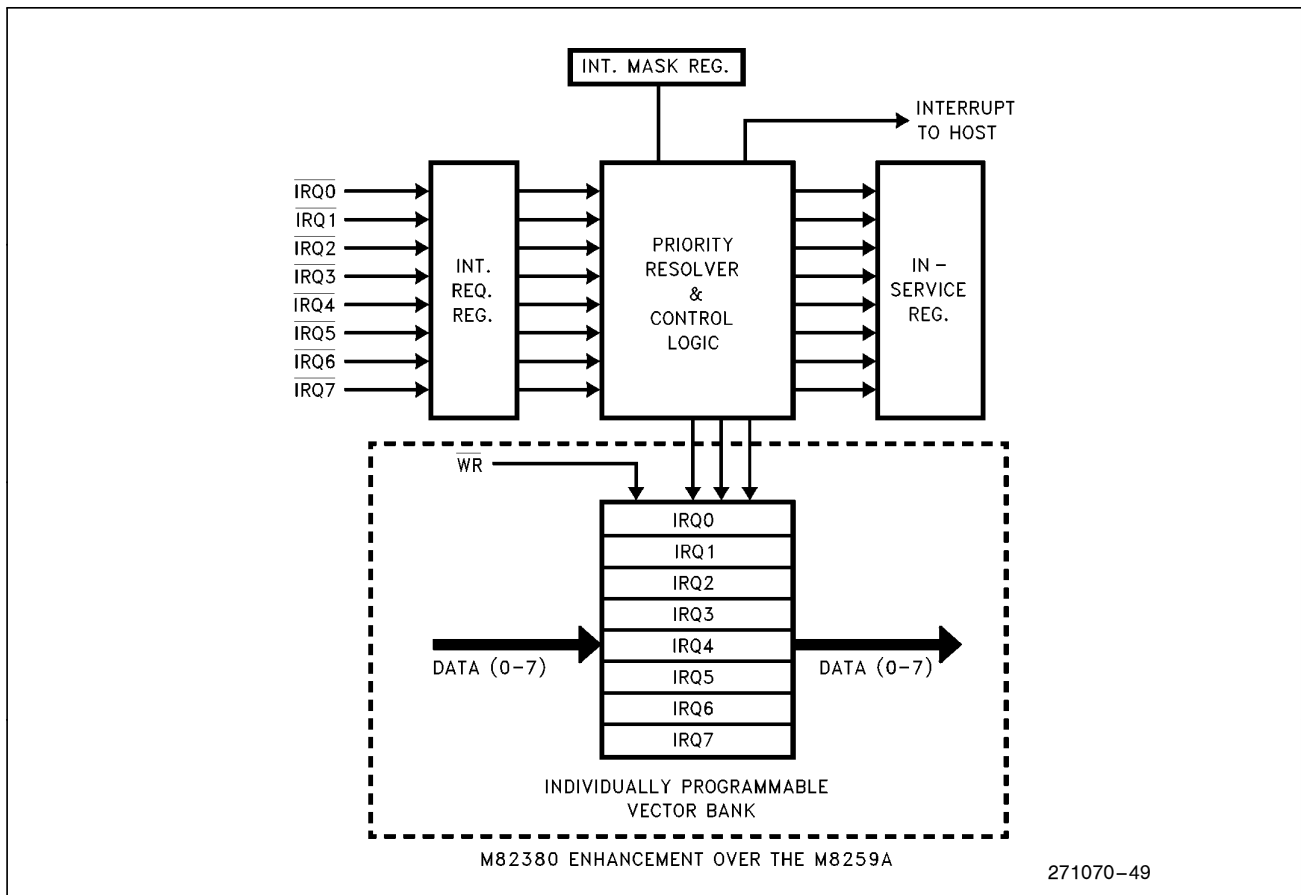 INT. MASK REG.
INTERRUPT
TO HOST
IRQ0
IRQ1
IRQ2
IRQ3
IRQ4
IRQ5
IRQ6
IRQ7
INT.
REQ.
REG.
PRIORITY
RESOLVER
&
CONTROL
LOGIC
IN-
SERVICE
REG.
WR
IRQ0
IRQ1
IRQ2
IRQ3
IRQ4
IRQ5
IRQ6
IRQ7
DATA (0-7)
DATA (0-7)
INDIVIDUALLY PROGRAMMABLE
VECTOR BANK
M82380 ENHANCEMENT OVER THE M8259A
271070-49